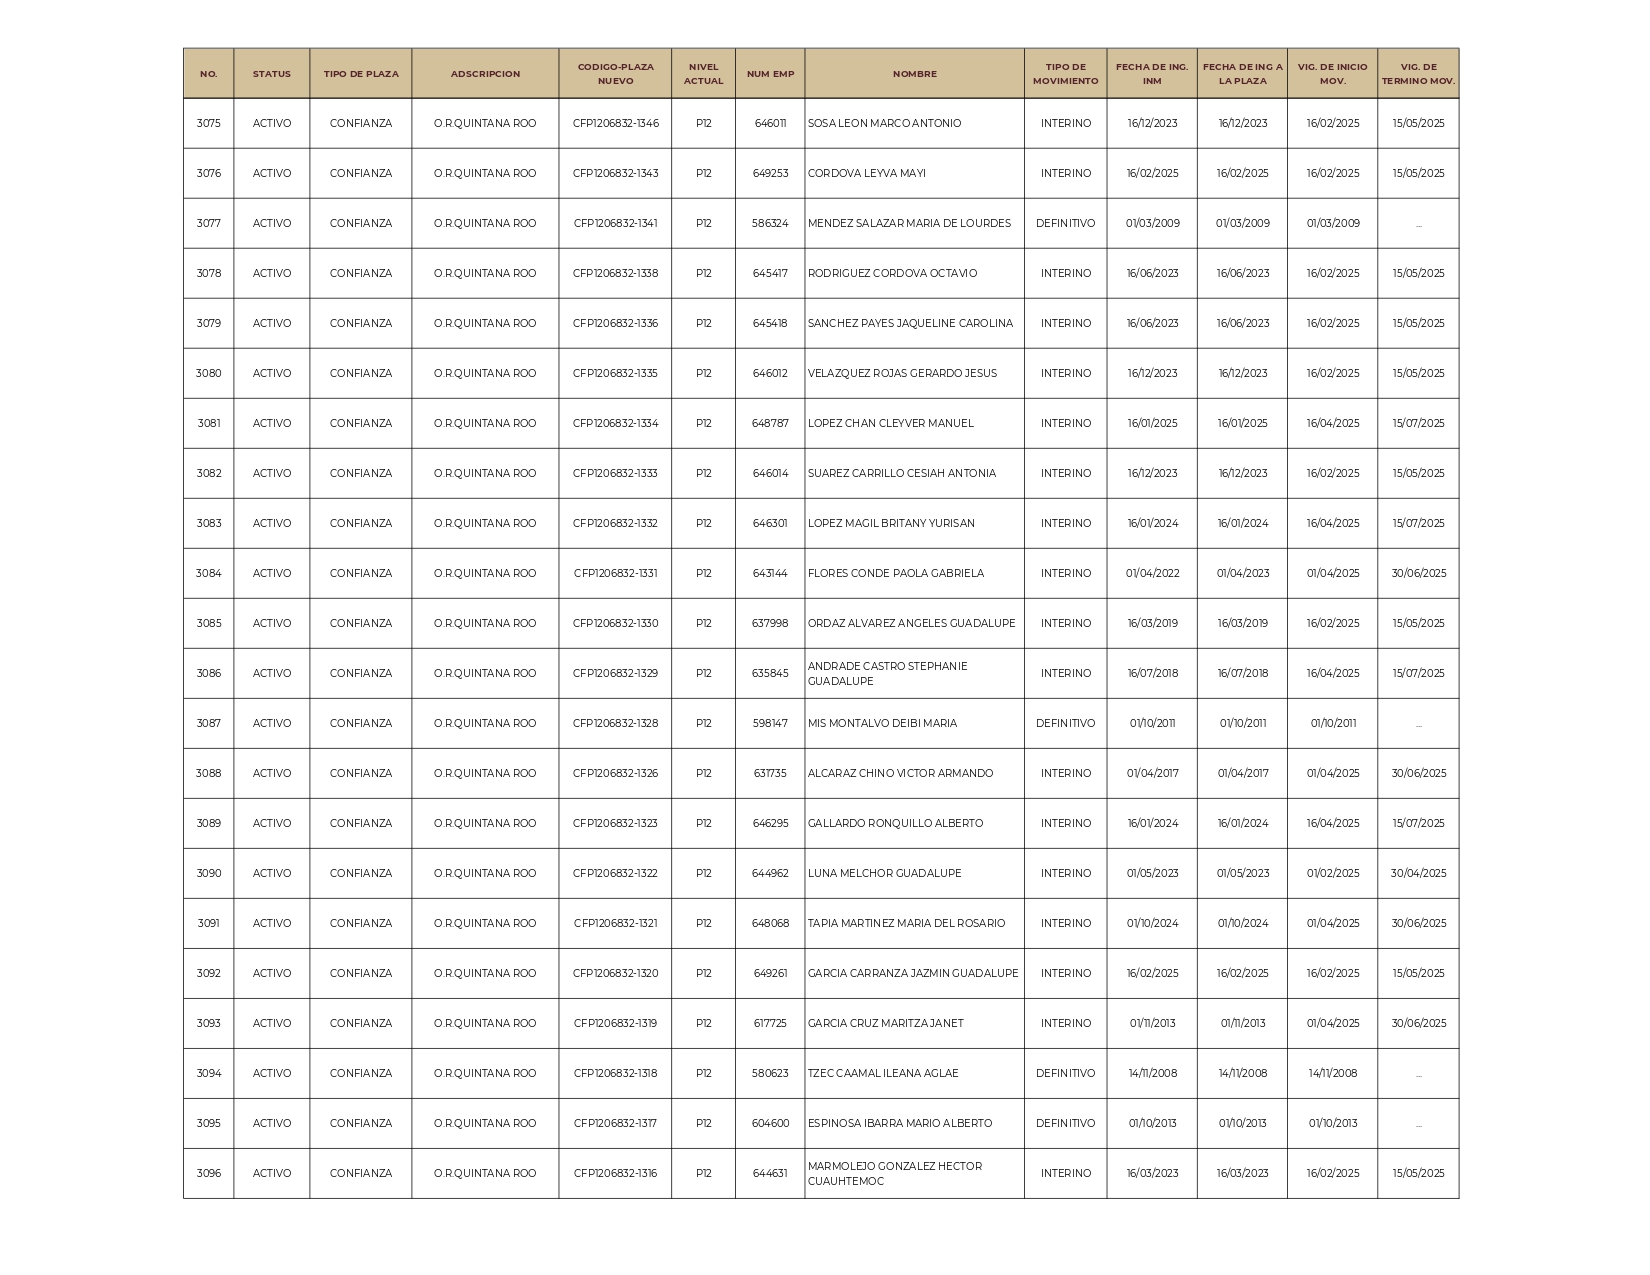 NO. STATUS TIPO DE PLAZA ADSCRIPCION CODIGO-PLAZA NUEVO NIVEL ACTUAL NUM EMP NOMBRE TIPO DE MOVIMIENTO FECHA DE ING. INM FECHA DE ING A LA PLAZA VIG. DE INICIO MOV. VIG. DE TERMINO MOV.
3075 ACTIVO CONFIANZA O.R.QUINTANA ROO CFP1206832-1346 P12 646011 SOSA LEON MARCO ANTONIO INTERINO 16/12/2023 16/12/2023 16/02/2025 15/05/2025
3076 ACTIVO CONFIANZA O.R.QUINTANA ROO CFP1206832-1343 P12 649253 CORDOVA LEYVA MAYI INTERINO 16/02/2025 16/02/2025 16/02/2025 15/05/2025
3077 ACTIVO CONFIANZA O.R.QUINTANA ROO CFP1206832-1341 P12 586324 MENDEZ SALAZAR MARIA DE LOURDES DEFINITIVO 01/03/2009 01/03/2009 01/03/2009 ...
3078 ACTIVO CONFIANZA O.R.QUINTANA ROO CFP1206832-1338 P12 645417 RODRIGUEZ CORDOVA OCTAVIO INTERINO 16/06/2023 16/06/2023 16/02/2025 15/05/2025
3079 ACTIVO CONFIANZA O.R.QUINTANA ROO CFP1206832-1336 P12 645418 SANCHEZ PAYES JAQUELINE CAROLINA INTERINO 16/06/2023 16/06/2023 16/02/2025 15/05/2025
3080 ACTIVO CONFIANZA O.R.QUINTANA ROO CFP1206832-1335 P12 646012 VELAZQUEZ ROJAS GERARDO JESUS INTERINO 16/12/2023 16/12/2023 16/02/2025 15/05/2025
3081 ACTIVO CONFIANZA O.R.QUINTANA ROO CFP1206832-1334 P12 648787 LOPEZ CHAN CLEYVER MANUEL INTERINO 16/01/2025 16/01/2025 16/04/2025 15/07/2025
3082 ACTIVO CONFIANZA O.R.QUINTANA ROO CFP1206832-1333 P12 646014 SUAREZ CARRILLO CESIAH ANTONIA INTERINO 16/12/2023 16/12/2023 16/02/2025 15/05/2025
3083 ACTIVO CONFIANZA O.R.QUINTANA ROO CFP1206832-1332 P12 646301 LOPEZ MAGIL BRITANY YURISAN INTERINO 16/01/2024 16/01/2024 16/04/2025 15/07/2025
3084 ACTIVO CONFIANZA O.R.QUINTANA ROO CFP1206832-1331 P12 643144 FLORES CONDE PAOLA GABRIELA INTERINO 01/04/2022 01/04/2023 01/04/2025 30/06/2025
3085 ACTIVO CONFIANZA O.R.QUINTANA ROO CFP1206832-1330 P12 637998 ORDAZ ALVAREZ ANGELES GUADALUPE INTERINO 16/03/2019 16/03/2019 16/02/2025 15/05/2025
3086 ACTIVO CONFIANZA O.R.QUINTANA ROO CFP1206832-1329 P12 635845 ANDRADE CASTRO STEPHANIE GUADALUPE INTERINO 16/07/2018 16/07/2018 16/04/2025 15/07/2025
3087 ACTIVO CONFIANZA O.R.QUINTANA ROO CFP1206832-1328 P12 598147 MIS MONTALVO DEIBI MARIA DEFINITIVO 01/10/2011 01/10/2011 01/10/2011 ...
3088 ACTIVO CONFIANZA O.R.QUINTANA ROO CFP1206832-1326 P12 631735 ALCARAZ CHINO VICTOR ARMANDO INTERINO 01/04/2017 01/04/2017 01/04/2025 30/06/2025
3089 ACTIVO CONFIANZA O.R.QUINTANA ROO CFP1206832-1323 P12 646295 GALLARDO RONQUILLO ALBERTO INTERINO 16/01/2024 16/01/2024 16/04/2025 15/07/2025
3090 ACTIVO CONFIANZA O.R.QUINTANA ROO CFP1206832-1322 P12 644962 LUNA MELCHOR GUADALUPE INTERINO 01/05/2023 01/05/2023 01/02/2025 30/04/2025
3091 ACTIVO CONFIANZA O.R.QUINTANA ROO CFP1206832-1321 P12 648068 TAPIA MARTINEZ MARIA DEL ROSARIO INTERINO 01/10/2024 01/10/2024 01/04/2025 30/06/2025
3092 ACTIVO CONFIANZA O.R.QUINTANA ROO CFP1206832-1320 P12 649261 GARCIA CARRANZA JAZMIN GUADALUPE INTERINO 16/02/2025 16/02/2025 16/02/2025 15/05/2025
3093 ACTIVO CONFIANZA O.R.QUINTANA ROO CFP1206832-1319 P12 617725 GARCIA CRUZ MARITZA JANET INTERINO 01/11/2013 01/11/2013 01/04/2025 30/06/2025
3094 ACTIVO CONFIANZA O.R.QUINTANA ROO CFP1206832-1318 P12 580623 TZEC CAAMAL ILEANA AGLAE DEFINITIVO 14/11/2008 14/11/2008 14/11/2008 ...
3095 ACTIVO CONFIANZA O.R.QUINTANA ROO CFP1206832-1317 P12 604600 ESPINOSA IBARRA MARIO ALBERTO DEFINITIVO 01/10/2013 01/10/2013 01/10/2013 ...
3096 ACTIVO CONFIANZA O.R.QUINTANA ROO CFP1206832-1316 P12 644631 MARMOLEJO GONZALEZ HECTOR CUAUHTEMOC INTERINO 16/03/2023 16/03/2023 16/02/2025 15/05/2025